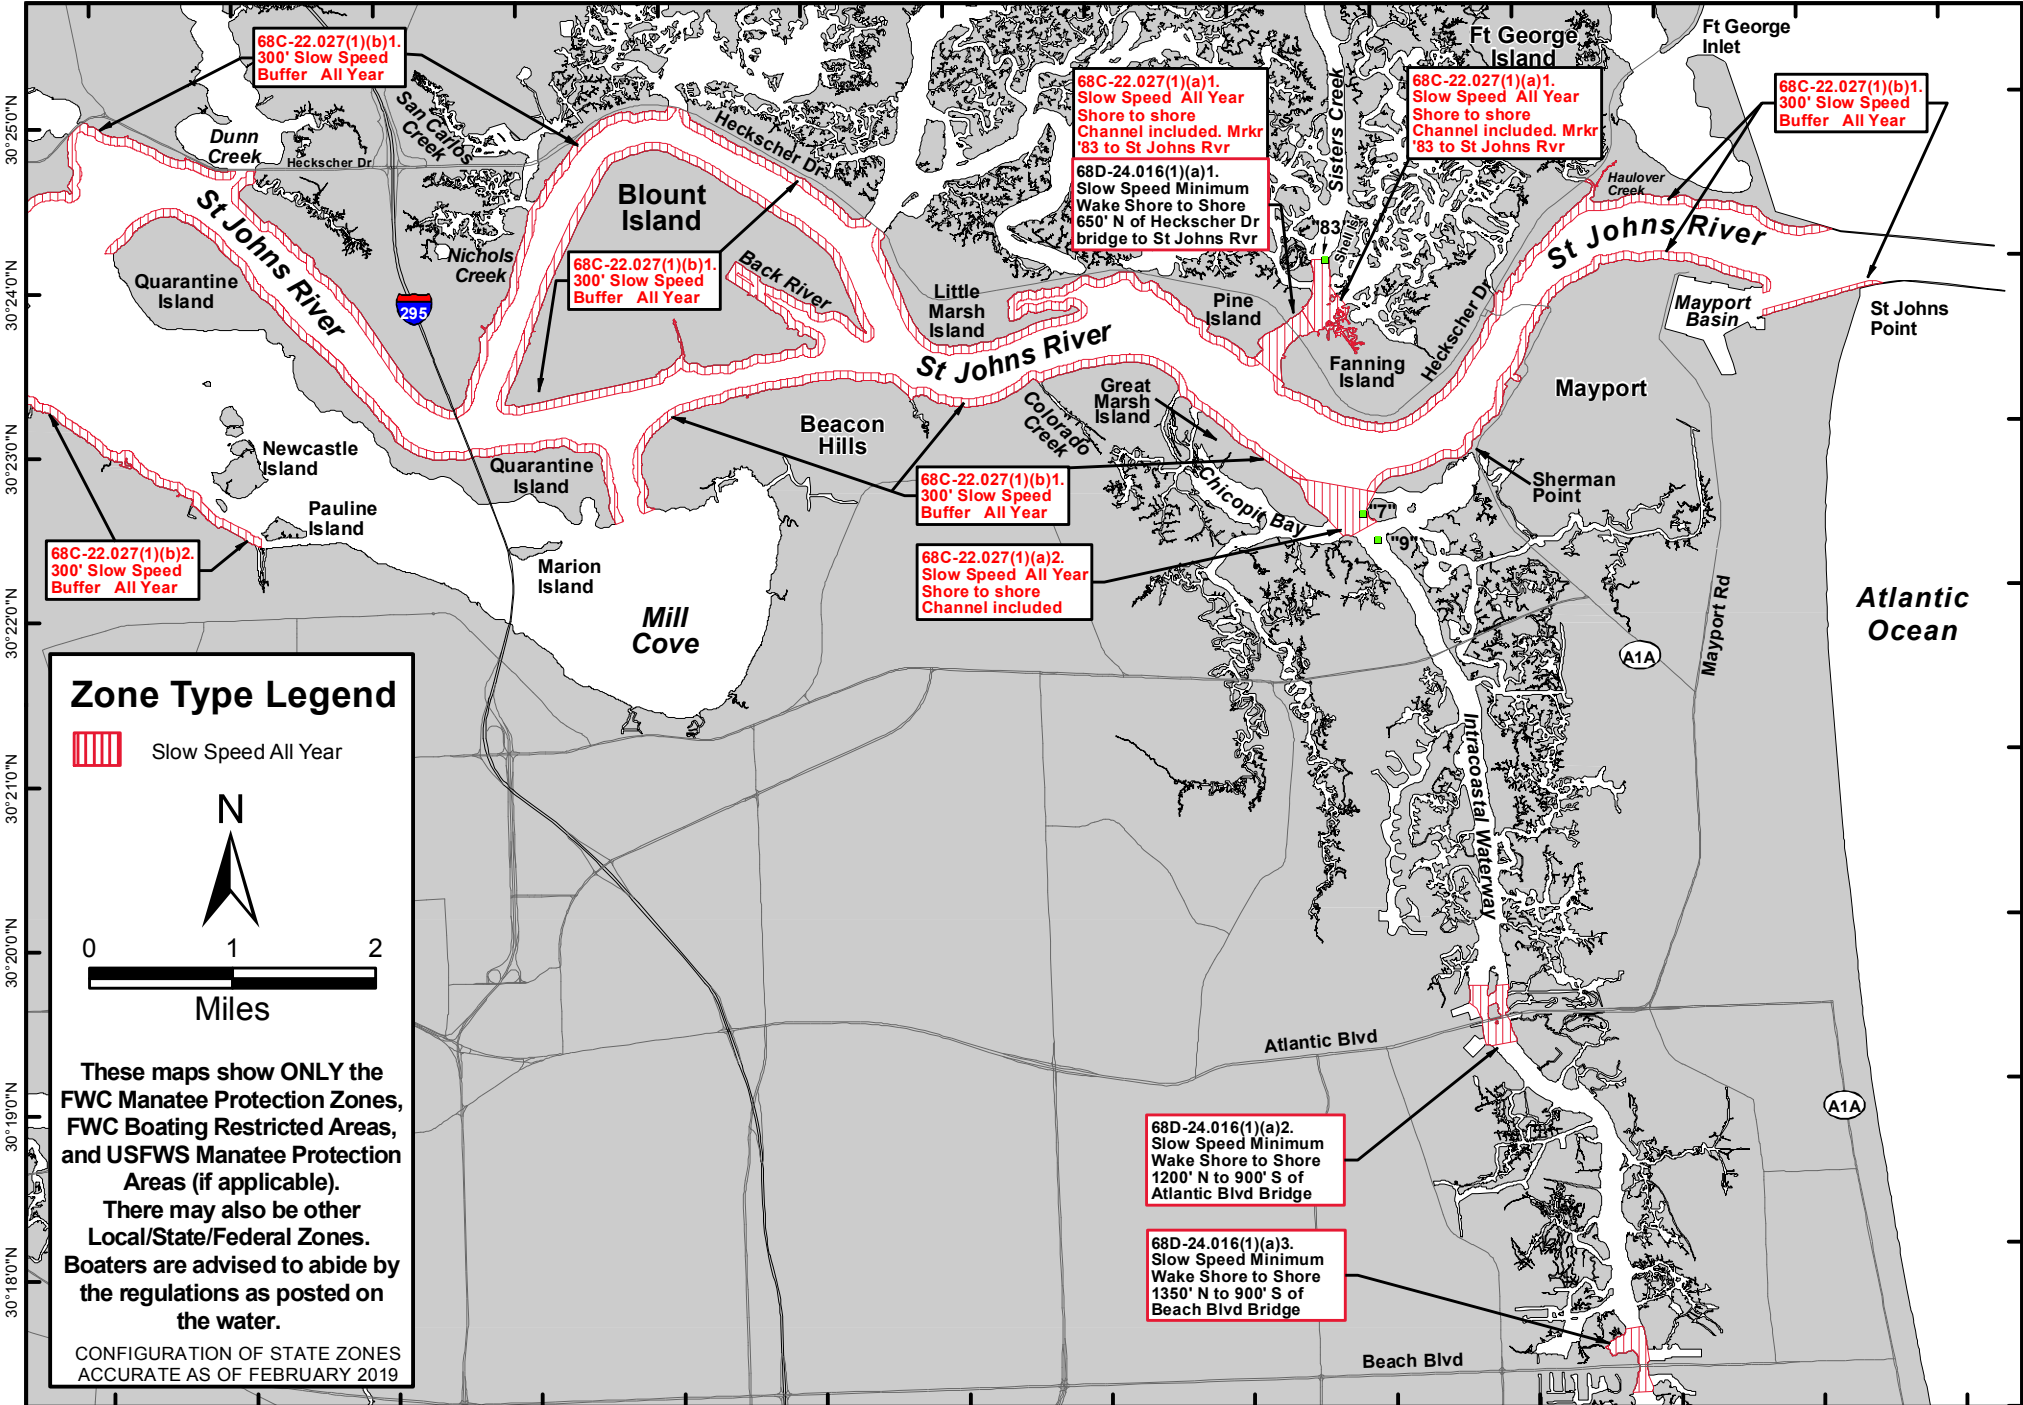 68C-22.027(1)(b)1.
300' Slow Speed
Buffer All Year
Dunn
Creek
San Carlos
Creek
Heckscher Dr
Heckscher Dr
68C-22.027(1)(a)1.
Slow Speed All Year
Shore to shore
Channel included. Mrkr
'83 to St Johns Rvr
68D-24.016(1)(a)1.
Slow Speed Minimum
Wake Shore to Shore
650' N of Heckscher Dr
bridge to St Johns Rvr
Sisters Creek
Ft George
Island
68C-22.027(1)(a)1.
Slow Speed All Year
Shore to shore
Channel included. Mrkr
'83 to St Johns Rvr
Ft George
Inlet
68C-22.027(1)(b)1.
300' Slow Speed
Buffer All Year
30°25'0"N
30°24'0"N
30°23'0"N
30°22'0"N
30°21'0"N
30°20'0"N
30°19'0"N
30°18'0"N
St Johns River
Blount
Island
Nichols
Creek
Quarantine
Island
295
68C-22.027(1)(b)1.
300' Slow Speed
Buffer All Year
Back River
Little
Marsh
Island
St Johns River
"83"
Shell Is
Pine
Island
Fanning
Island
Heckscher Dr
Haulover
Creek
St Johns River
Mayport
Basin
St Johns
Point
Mayport
Newcastle
Island
Pauline
Island
68C-22.027(1)(b)2.
300' Slow Speed
Buffer All Year
Quarantine
Island
Marion
Island
Mill
Cove
Beacon
Hills
Colorado
Creek
Great
Marsh
Island
68C-22.027(1)(b)1.
300' Slow Speed
Buffer All Year
Chicopit Bay
"7"
"9"
68C-22.027(1)(a)2.
Slow Speed All Year
Shore to shore
Channel included
Sherman
Point
Mayport Rd
A1A
Atlantic
Ocean
Intracoastal Waterway
Atlantic Blvd
A1A
68D-24.016(1)(a)2.
Slow Speed Minimum
Wake Shore to Shore
1200' N to 900' S of
Atlantic Blvd Bridge
68D-24.016(1)(a)3.
Slow Speed Minimum
Wake Shore to Shore
1350' N to 900' S of
Beach Blvd Bridge
Beach Blvd
Zone Type Legend
Slow Speed All Year
N
0 1 2
Miles
These maps show ONLY the
FWC Manatee Protection Zones,
FWC Boating Restricted Areas,
and USFWS Manatee Protection
Areas (if applicable).
There may also be other
Local/State/Federal Zones.
Boaters are advised to abide by
the regulations as posted on
the water.
CONFIGURATION OF STATE ZONES
ACCURATE AS OF FEBRUARY 2019